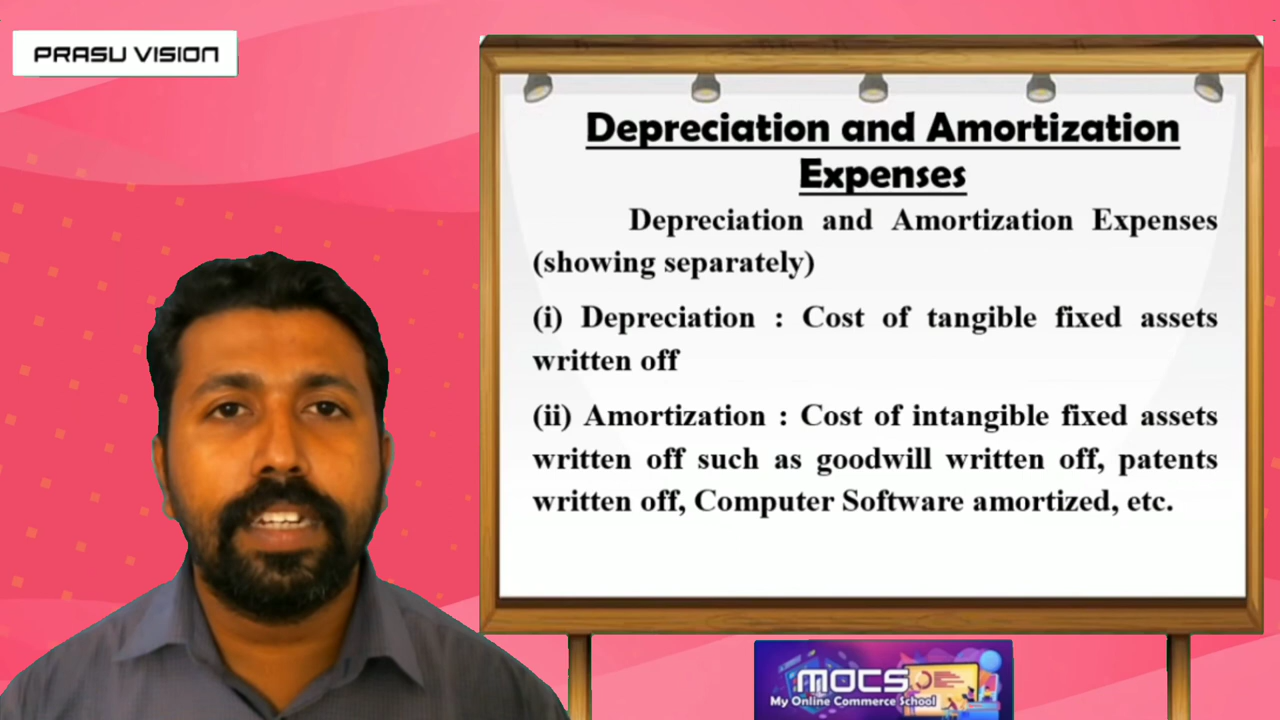 PRASU VISION
Depreciation and Amortization
Expenses
Depreciation and Amortization Expenses
(showing separately)
(i) Depreciation : Cost of tangible fixed assets
written off
(ii) Amortization : Cost of intangible fixed assets
written off such as goodwill written off, patents
written off, Computer Software amortized, etc.
MOCS
My Online Commerce School